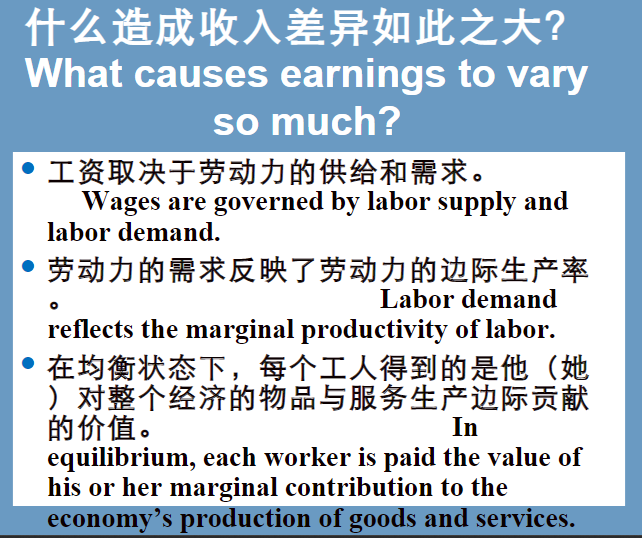 什么造成收入差异如此之大?
What causes earnings to vary
so much?
工资取决于劳动力的供给和需求。
Wages are governed by labor supply and
labor demand.
劳动力的需求反映了劳动力的边际生产率
。 Labor demand
reflects the marginal productivity of labor.
在均衡状态下，每个工人得到的是他（她
）对整个经济的物品与服务生产边际贡献
的价值。 In
equilibrium, each worker is paid the value of
his or her marginal contribution to the
economy’s production of goods and services.